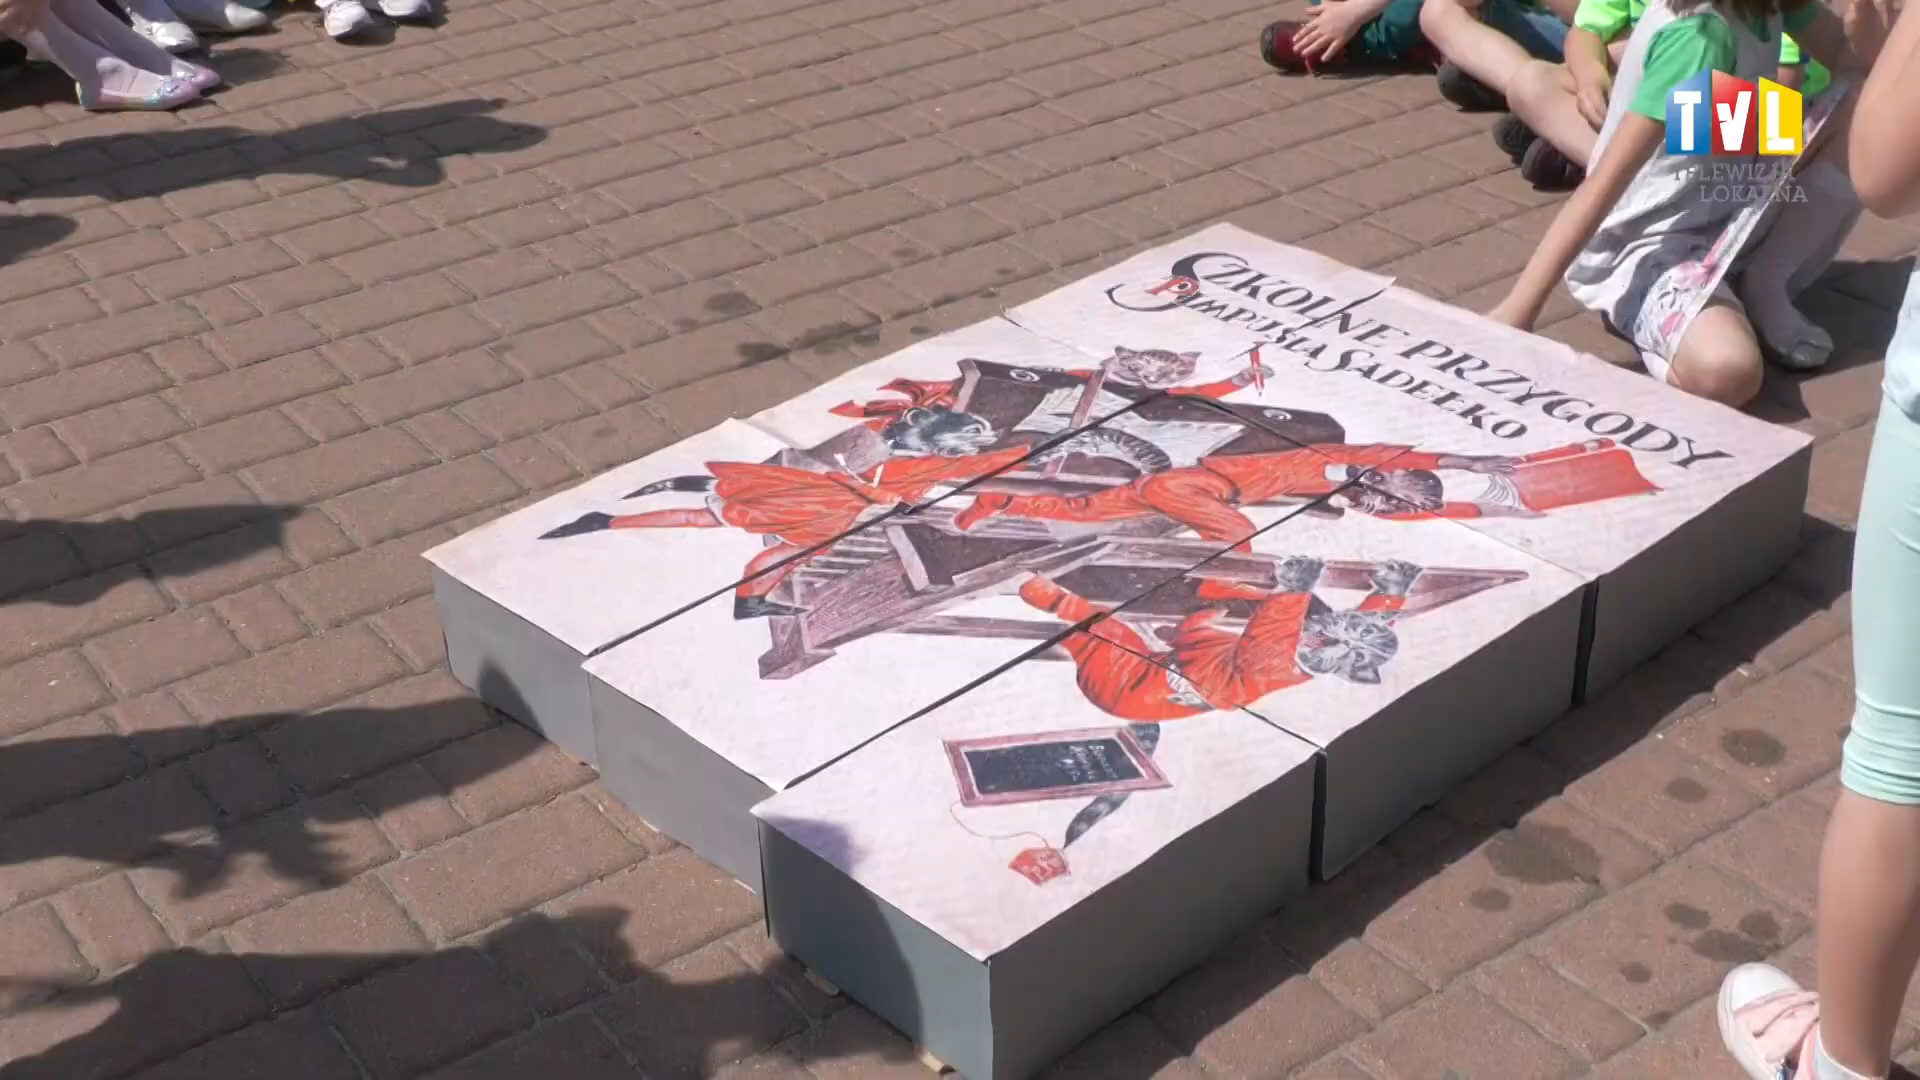 TVL
TELEWIZJA
LOKALNA
SZKOLNE PRZYGODY
PIMPUSIA SADEŁKO